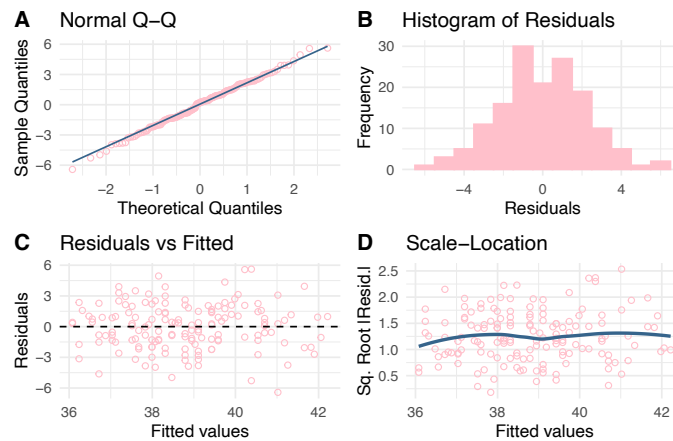 A Normal Q−Q
Sample Quantiles
6
3
0
−3
−6
−2 −1 0 1 2
Theoretical Quantiles
B Histogram of Residuals
Frequency
30
20
10
0
−4 0 4
Residuals
C Residuals vs Fitted
Residuals
6
3
0
−3
−6
36 38 40 42
Fitted values
D Scale−Location
Sq. Root |Resid.|
2.5
2.0
1.5
1.0
0.5
36 38 40 42
Fitted values